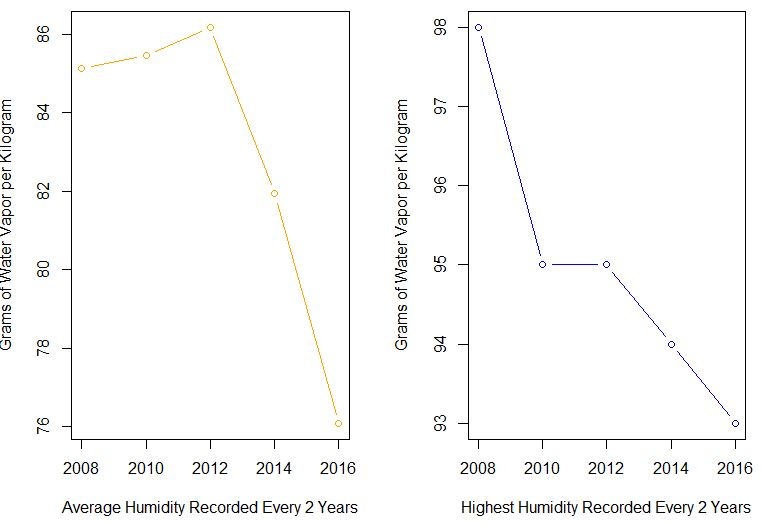 Grams of Water Vapor per Kilogram
86
84
82
80
78
76
2008 2010 2012 2014 2016
Average Humidity Recorded Every 2 Years
Grams of Water Vapor per Kilogram
98
97
96
95
94
93
2008 2010 2012 2014 2016
Highest Humidity Recorded Every 2 Years